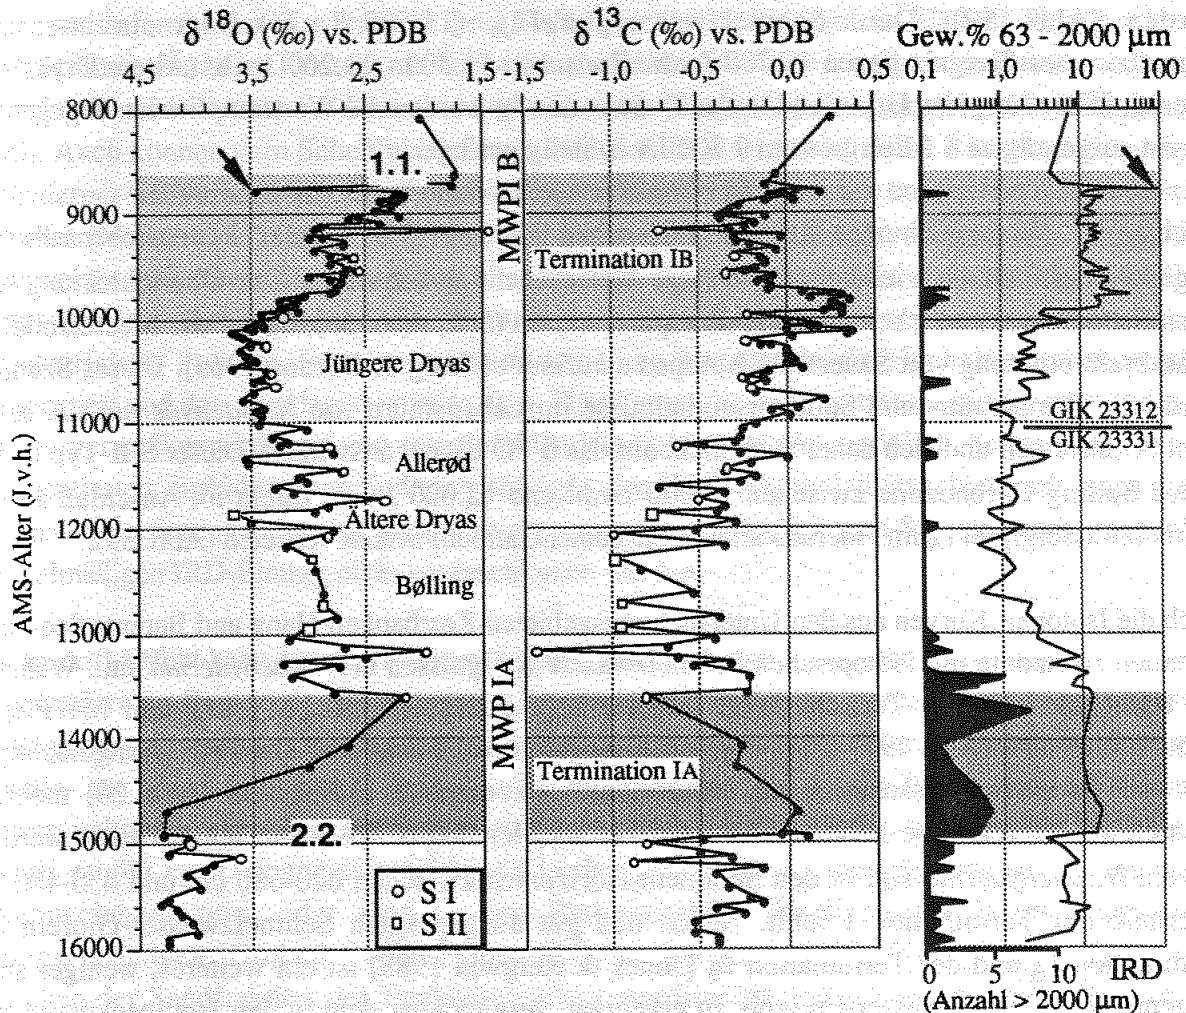 δ18O (‰) vs. PDB
δ13C (‰) vs. PDB
Gew.% 63 - 2000 µm
4,5 3,5 2,5 1,5
-1,5 -1,0 -0,5 0,0 0,5
0,1 1,0 10 100
AMS-Alter (J.v.h.)
8000
9000
10000
11000
12000
13000
14000
15000
16000
1.1.
MWPI B
Termination IB
Jüngere Dryas
GIK 23312
GIK 23331
Allerød
Ältere Dryas
Bølling
MWP IA
Termination IA
2.2.
S I
S II
0 5 10 IRD
(Anzahl > 2000 µm)